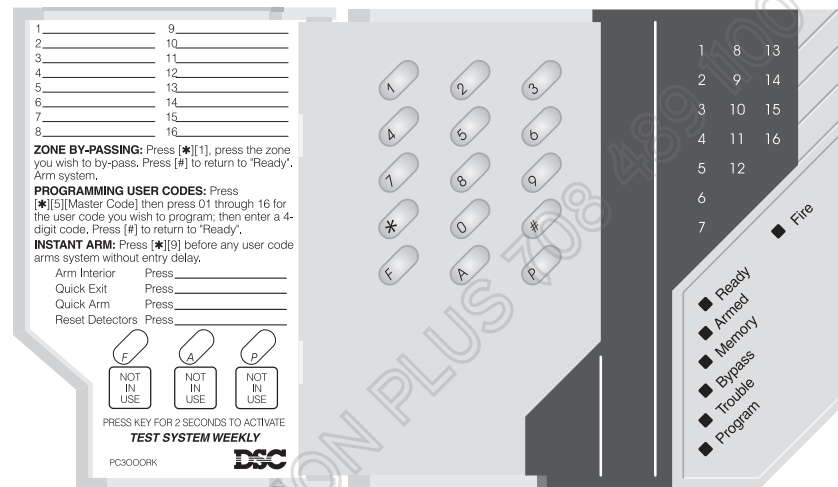 1 9
2 10
3 11
4 12
5 13
6 14
7 15
8 16
ZONE BY-PASSING: Press [✱][1], press the zone
you wish to by-pass. Press [#] to return to "Ready".
Arm system.
PROGRAMMING USER CODES: Press
[✱][5][Master Code] then press 01 through 16 for
the user code you wish to program; then enter a 4-
digit code. Press [#] to return to "Ready".
INSTANT ARM: Press [✱][9] before any user code
arms system without entry delay.
Arm Interior Press
Quick Exit Press
Quick Arm Press
Reset Detectors Press
F A P
NOT IN USE
NOT IN USE
NOT IN USE
PRESS KEY FOR 2 SECONDS TO ACTIVATE
TEST SYSTEM WEEKLY
PC3000RK DSC
1 2 3
4 5 6
7 8 9
✱ 0 #
F A P
1 8 13
2 9 14
3 10 15
4 11 16
5 12
6
7
Fire
Ready
Armed
Memory
Bypass
Trouble
Program
ON PLUS 708 489 1100